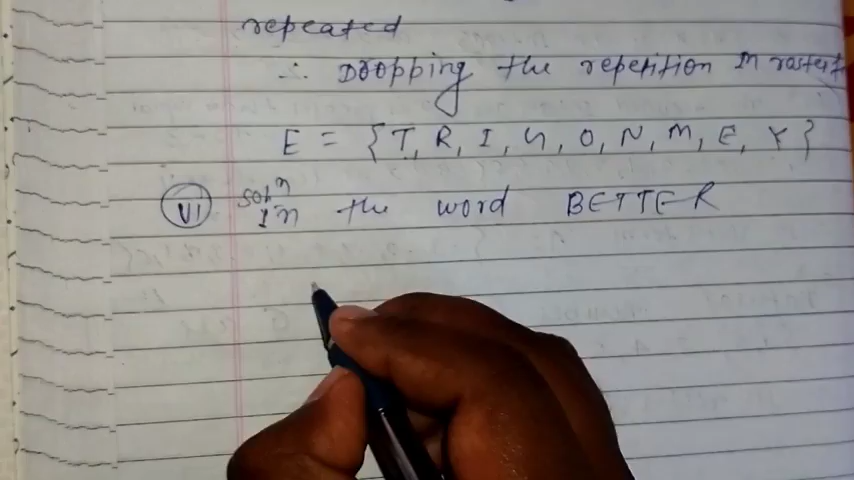 repeated
∴ Dropping the repetition in roster
E = {T, R, I, G, O, N, M, E, Y}
VI Solⁿ In the word BETTER